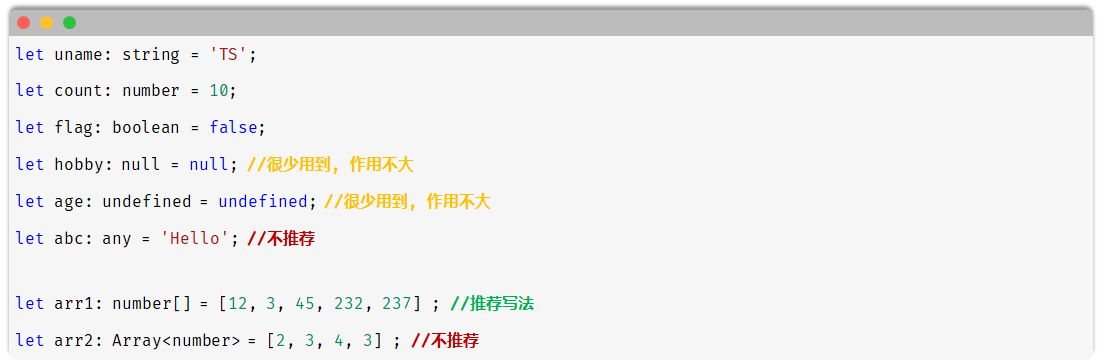 let uname: string = 'TS';
let count: number = 10;
let flag: boolean = false;
let hobby: null = null; //很少用到, 作用不大
let age: undefined = undefined; //很少用到, 作用不大
let abc: any = 'Hello'; //不推荐
let arr1: number[] = [12, 3, 45, 232, 237] ; //推荐写法
let arr2: Array<number> = [2, 3, 4, 3] ; //不推荐